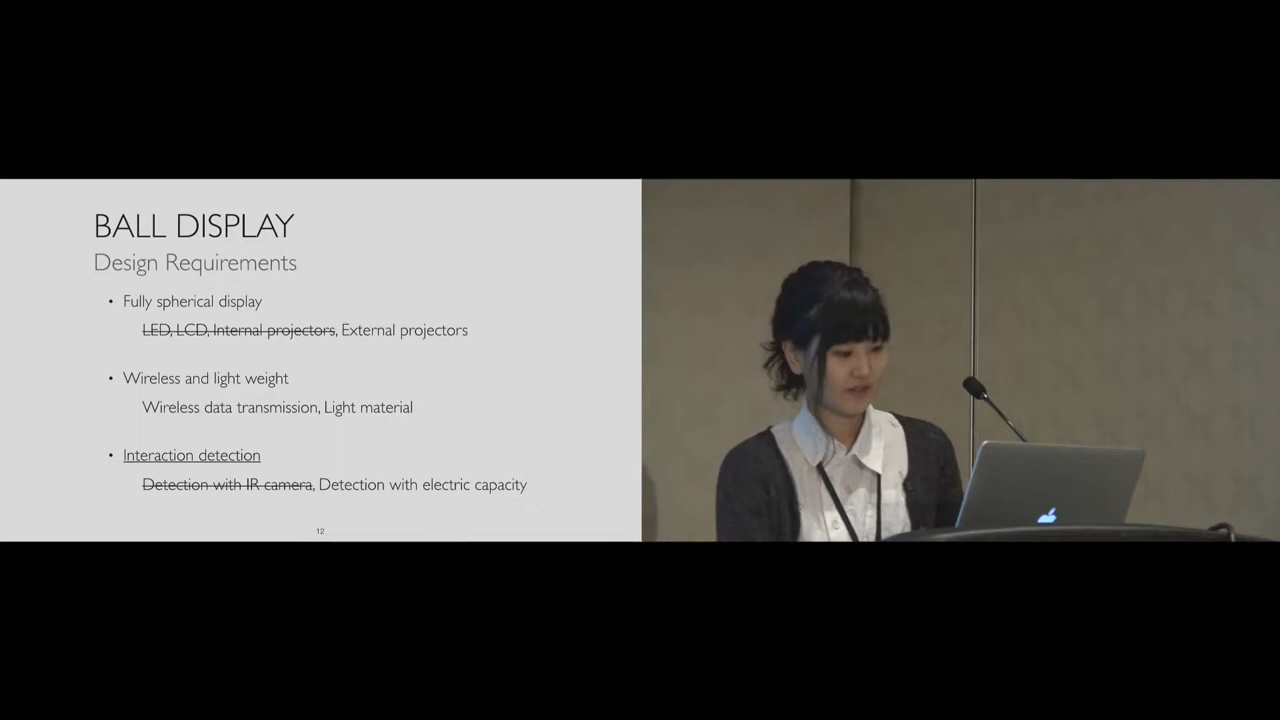 BALL DISPLAY
Design Requirements
• Fully spherical display
LED, LCD, Internal projectors, External projectors
• Wireless and light weight
Wireless data transmission, Light material
• Interaction detection
Detection with IR camera, Detection with electric capacity
12